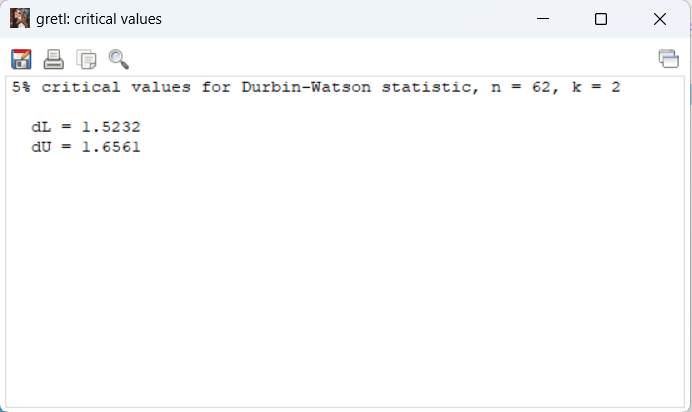 gretl: critical values
5% critical values for Durbin-Watson statistic, n = 62, k = 2
dL = 1.5232
dU = 1.6561